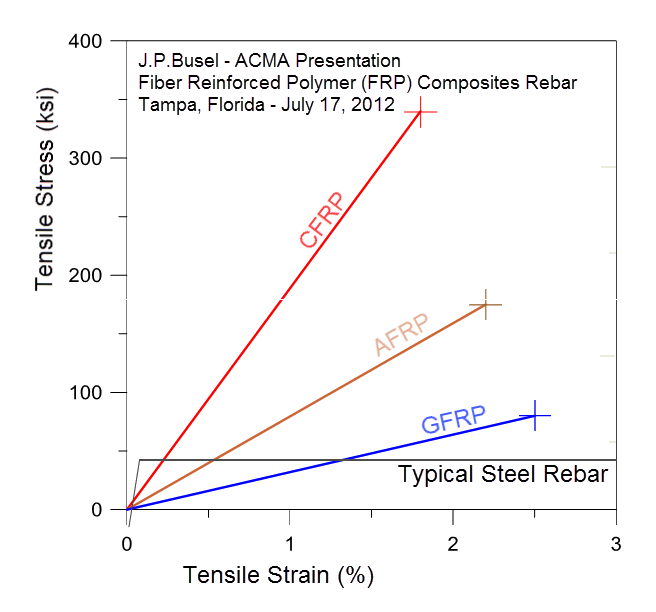 J.P.Busel - ACMA Presentation
Fiber Reinforced Polymer (FRP) Composites Rebar
Tampa, Florida - July 17, 2012
400
300
200
100
0
Tensile Stress (ksi)
CFRP
AFRP
GFRP
Typical Steel Rebar
0 1 2 3
Tensile Strain (%)